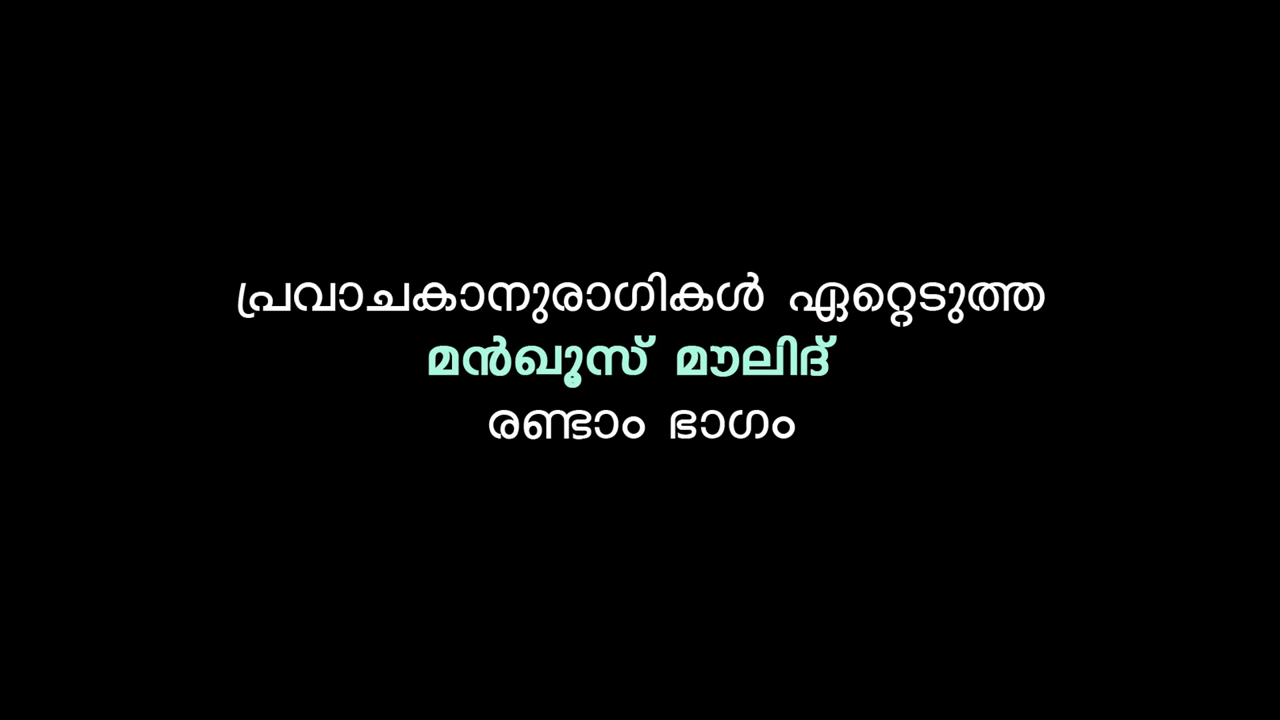 പ്രവാചകാനുരാഗികൾ ഏറ്റെടുത്ത
മൻഖൂസ് മൗലിദ്
രണ്ടാം ഭാഗം